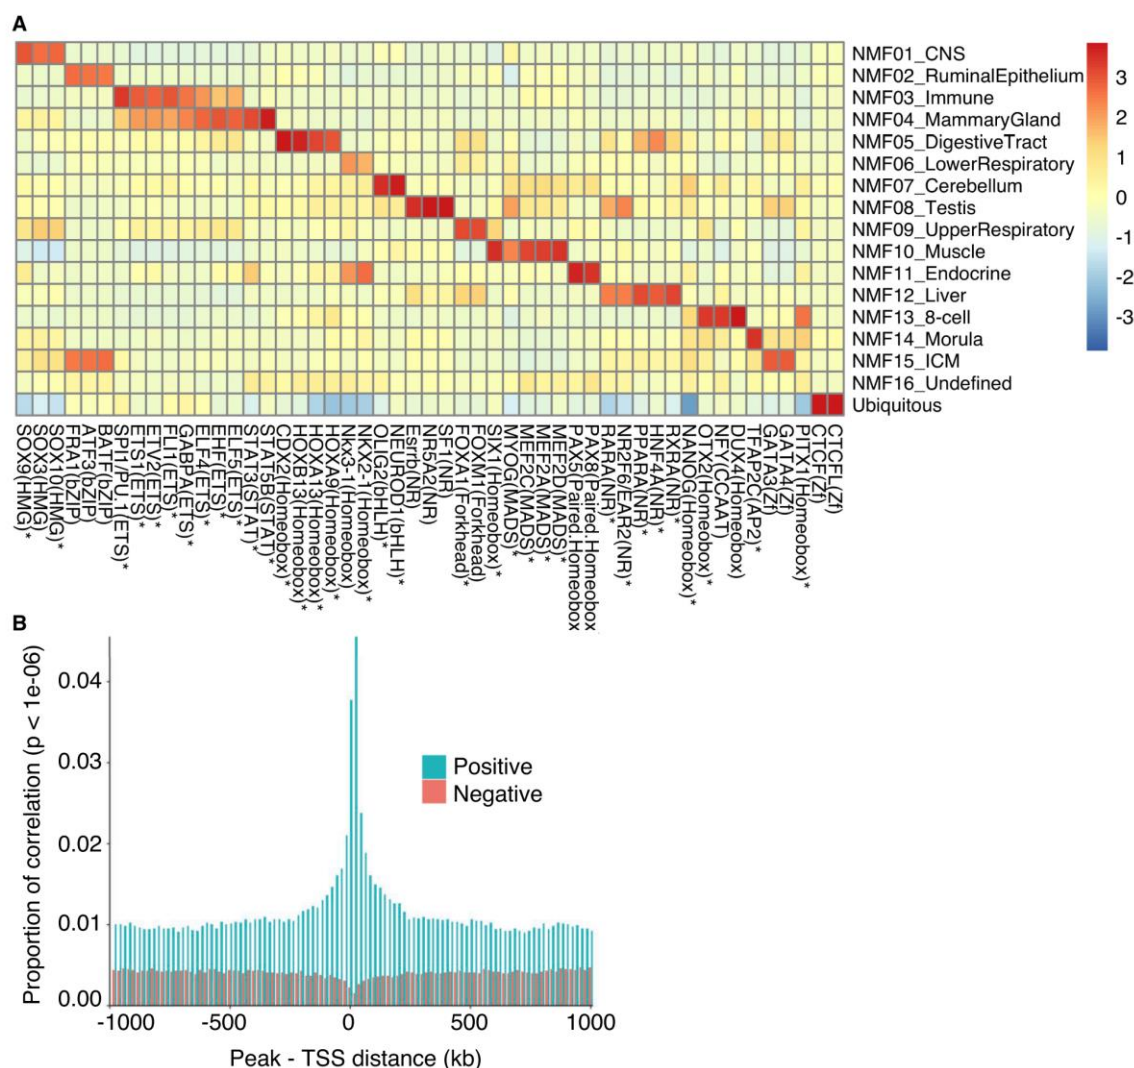 A
NMF01_CNS
NMF02_RuminalEpithelium
NMF03_Immune
NMF04_MammaryGland
NMF05_DigestiveTract
NMF06_LowerRespiratory
NMF07_Cerebellum
NMF08_Testis
NMF09_UpperRespiratory
NMF10_Muscle
NMF11_Endocrine
NMF12_Liver
NMF13_8-cell
NMF14_Morula
NMF15_ICM
NMF16_Undefined
Ubiquitous
3
2
1
0
-1
-2
-3
SOX9(HMG)*
SOX3(HMG)
SOX10(HMG)*
FRA1(bZIP)
ATF3(bZIP)
BATF(bZIP)
SPI1/PU.1(ETS)*
ETS1(ETS)*
ETV2(ETS)*
FLI1(ETS)*
GABPA(ETS)*
ELF4(ETS)*
EHF(ETS)*
ELF5(ETS)*
STAT3(STAT)*
STAT5B(STAT)*
CDX2(Homeobox)*
HOXB13(Homeobox)*
HOXA13(Homeobox)*
HOXA9(Homeobox)*
Nkx3-1(Homeobox)
NKX2-1(Homeobox)*
OLIG2(bHLH)*
NEUROD1(bHLH)*
Esrrb(NR)
NR5A2(NR)
SF1(NR)
FOXA1(Forkhead)*
FOXM1(Forkhead)
SIX1(Homeobox)*
MYOG(MADS)*
MEF2C(MADS)*
MEF2A(MADS)*
MEF2D(MADS)*
PAX5(Paired.Homeobox
PAX8(Paired.Homeobox
RARA(NR)*
NR2F6/EAR2(NR)*
PPARA(NR)*
HNF4A(NR)*
RXRA(NR)*
NANOG(Homeobox)*
OTX2(Homeobox)*
NFY(CCAAT)
DUX4(Homeobox)
TFAP2C(AP2)*
GATA3(Zf)
GATA4(Zf)
PITX1(Homeobox)*
CTCF(Zf)
CTCFL(Zf)
B
Proportion of correlation (p < 1e-06)
0.04
0.03
0.02
0.01
0.00
Positive
Negative
-1000
-500
0
500
1000
Peak - TSS distance (kb)